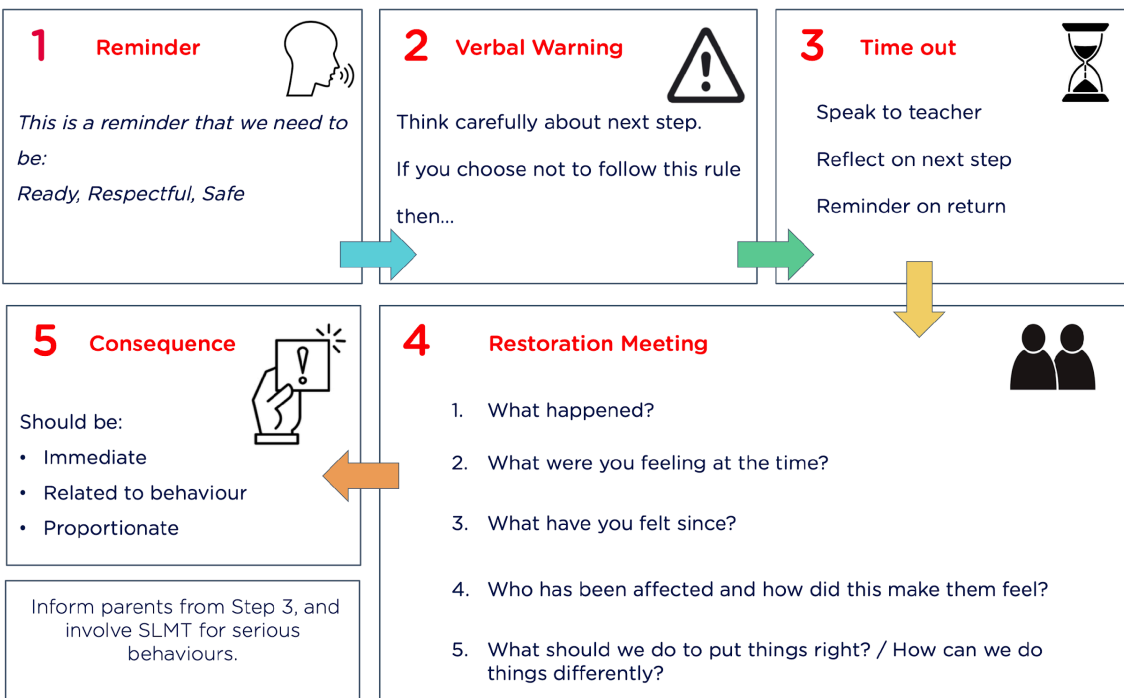 1 Reminder
This is a reminder that we need to
be:
Ready, Respectful, Safe
2 Verbal Warning
Think carefully about next step.
If you choose not to follow this rule
then...
3 Time out
Speak to teacher
Reflect on next step
Reminder on return
4 Restoration Meeting
1. What happened?
2. What were you feeling at the time?
3. What have you felt since?
4. Who has been affected and how did this make them feel?
5. What should we do to put things right? / How can we do
things differently?
5 Consequence
Should be:
• Immediate
• Related to behaviour
• Proportionate
Inform parents from Step 3, and
involve SLMT for serious
behaviours.